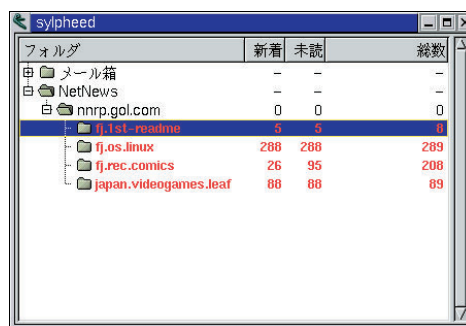 sylpheed
フォルダ 新着 未読 総数
メール箱 - - -
NetNews - - -
nnrp.gol.com 0 0 0
fj.1st-readme 5 5 8
fj.os.linux 288 288 289
fj.rec.comics 26 95 208
japan.videogames.leaf 88 88 89